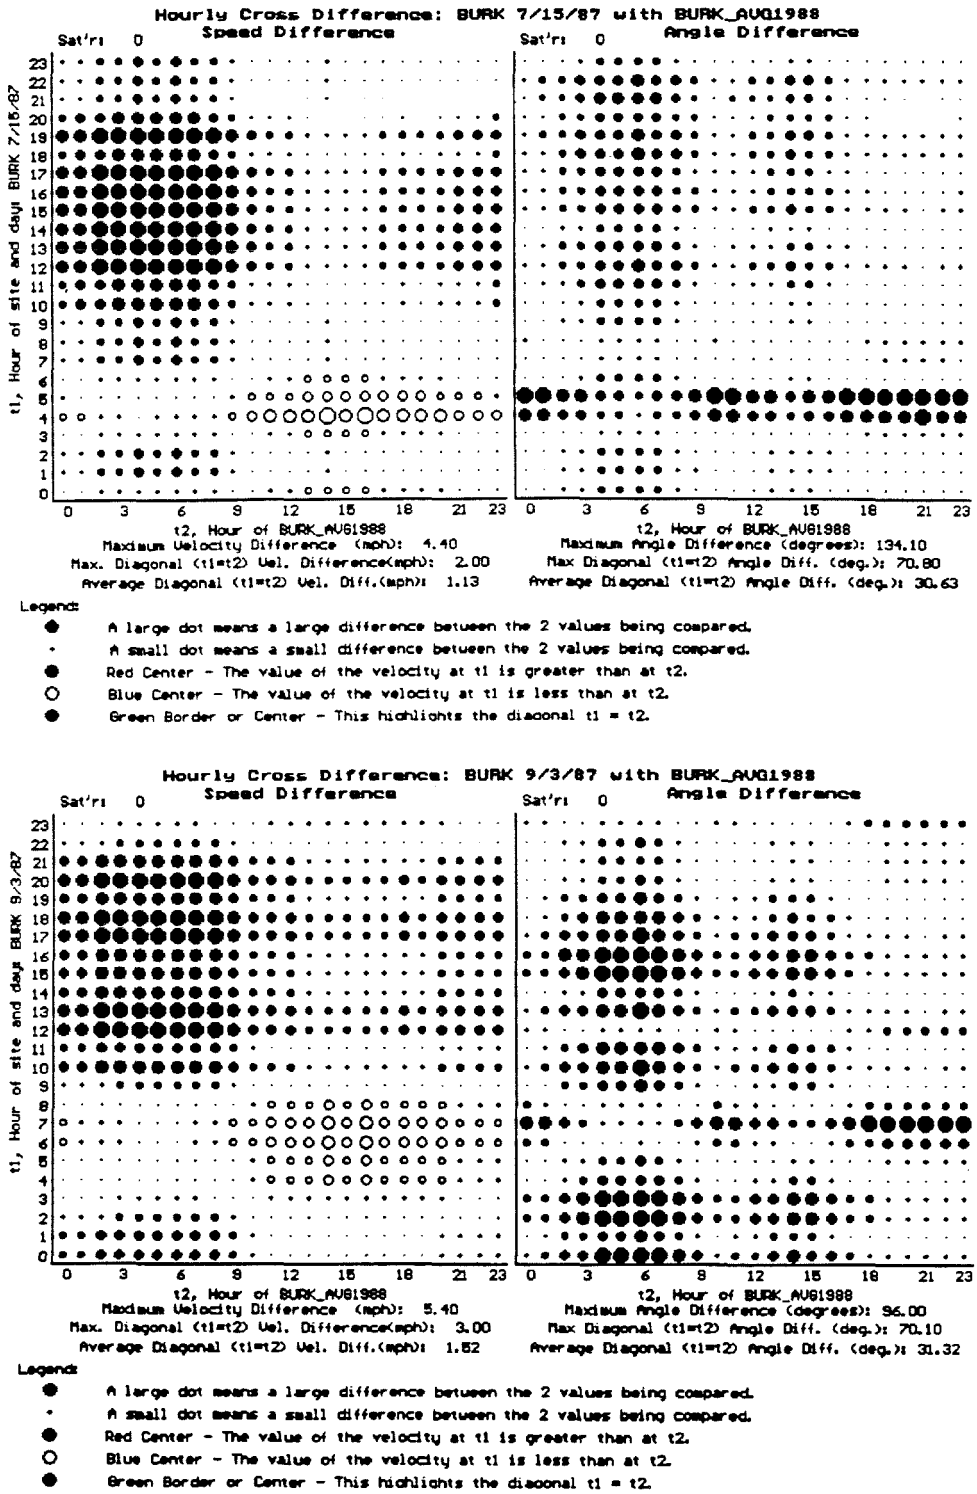 Hourly Cross Difference: BURK 7/15/87 with BURK_AVG1988
Sat'r: 0 Speed Difference
Sat'r: 0 Angle Difference
t1, Hour of site and day: BURK 7/15/87
23
22
21
20
19
18
17
16
15
14
13
12
11
10
9
8
7
6
5
4
3
2
1
0
0 3 6 9 12 15 18 21 23
0 3 6 9 12 15 18 21 23
t2, Hour of BURK_AVG1988
Maximum Velocity Difference (mph): 4.40
Max. Diagonal (t1=t2) Vel. Difference(mph): 2.00
Average Diagonal (t1=t2) Vel. Diff.(mph): 1.13
t2, Hour of BURK_AVG1988
Maximum Angle Difference (degrees): 134.10
Max Diagonal (t1=t2) Angle Diff. (deg.): 70.80
Average Diagonal (t1=t2) Angle Diff. (deg.): 30.63
Legend:
A large dot means a large difference between the 2 values being compared.
A small dot means a small difference between the 2 values being compared.
Red Center - The value of the velocity at t1 is greater than at t2.
Blue Center - The value of the velocity at t1 is less than at t2.
Green Border or Center - This highlights the diagonal t1 = t2.
Hourly Cross Difference: BURK 9/3/87 with BURK_AVG1988
Sat'r: 0 Speed Difference
Sat'r: 0 Angle Difference
t1, Hour of site and day: BURK 9/3/87
23
22
21
20
19
18
17
16
15
14
13
12
11
10
9
8
7
6
5
4
3
2
1
0
0 3 6 9 12 15 18 21 23
0 3 6 9 12 15 18 21 23
t2, Hour of BURK_AVG1988
Maximum Velocity Difference (mph): 5.40
Max. Diagonal (t1=t2) Vel. Difference(mph): 3.00
Average Diagonal (t1=t2) Vel. Diff.(mph): 1.52
t2, Hour of BURK_AVG1988
Maximum Angle Difference (degrees): 96.00
Max Diagonal (t1=t2) Angle Diff. (deg.): 70.10
Average Diagonal (t1=t2) Angle Diff. (deg.): 31.32
Legend:
A large dot means a large difference between the 2 values being compared.
A small dot means a small difference between the 2 values being compared.
Red Center - The value of the velocity at t1 is greater than at t2.
Blue Center - The value of the velocity at t1 is less than at t2.
Green Border or Center - This highlights the diagonal t1 = t2.